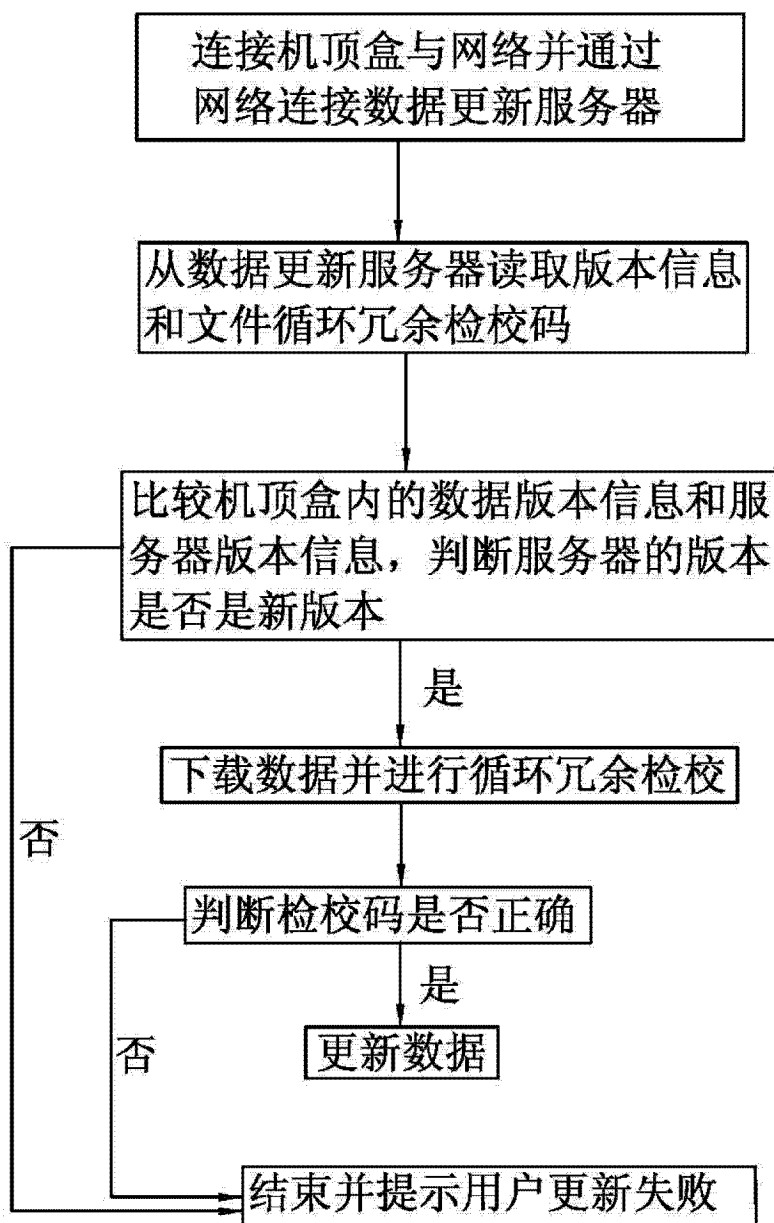 连接机顶盒与网络并通过
网络连接数据更新服务器
从数据更新服务器读取版本信息
和文件循环冗余检校码
比较机顶盒内的数据版本信息和服
务器版本信息，判断服务器的版本
是否是新版本
是
下载数据并进行循环冗余检校
否
判断检校码是否正确
是
否
更新数据
结束并提示用户更新失败